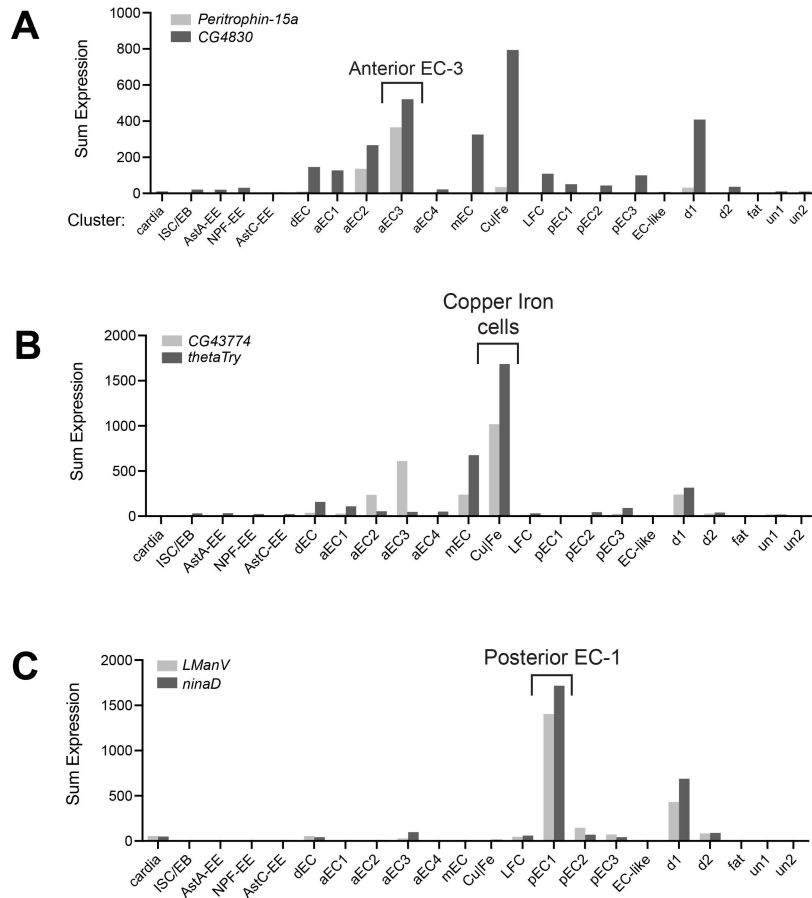 A
Peritrophin-15a
CG4830
Anterior EC-3
Sum Expression
1000
800
600
400
200
0
Cluster:
cardia
ISC/EB
AstA-EE
NPF-EE
AstC-EE
dEC
aEC1
aEC2
aEC3
aEC4
mEC
Cu|Fe
LFC
pEC1
pEC2
pEC3
EC-like
d1
d2
fat
un1
un2
B
CG43774
thetaTry
Copper Iron
cells
Sum Expression
2000
1500
1000
500
0
cardia
ISC/EB
AstA-EE
NPF-EE
AstC-EE
dEC
aEC1
aEC2
aEC3
aEC4
mEC
Cu|Fe
LFC
pEC1
pEC2
pEC3
EC-like
d1
d2
fat
un1
un2
C
LManV
ninaD
Posterior EC-1
Sum Expression
2000
1500
1000
500
0
cardia
ISC/EB
AstA-EE
NPF-EE
AstC-EE
dEC
aEC1
aEC2
aEC3
aEC4
mEC
Cu|Fe
LFC
pEC1
pEC2
pEC3
EC-like
d1
d2
fat
un1
un2